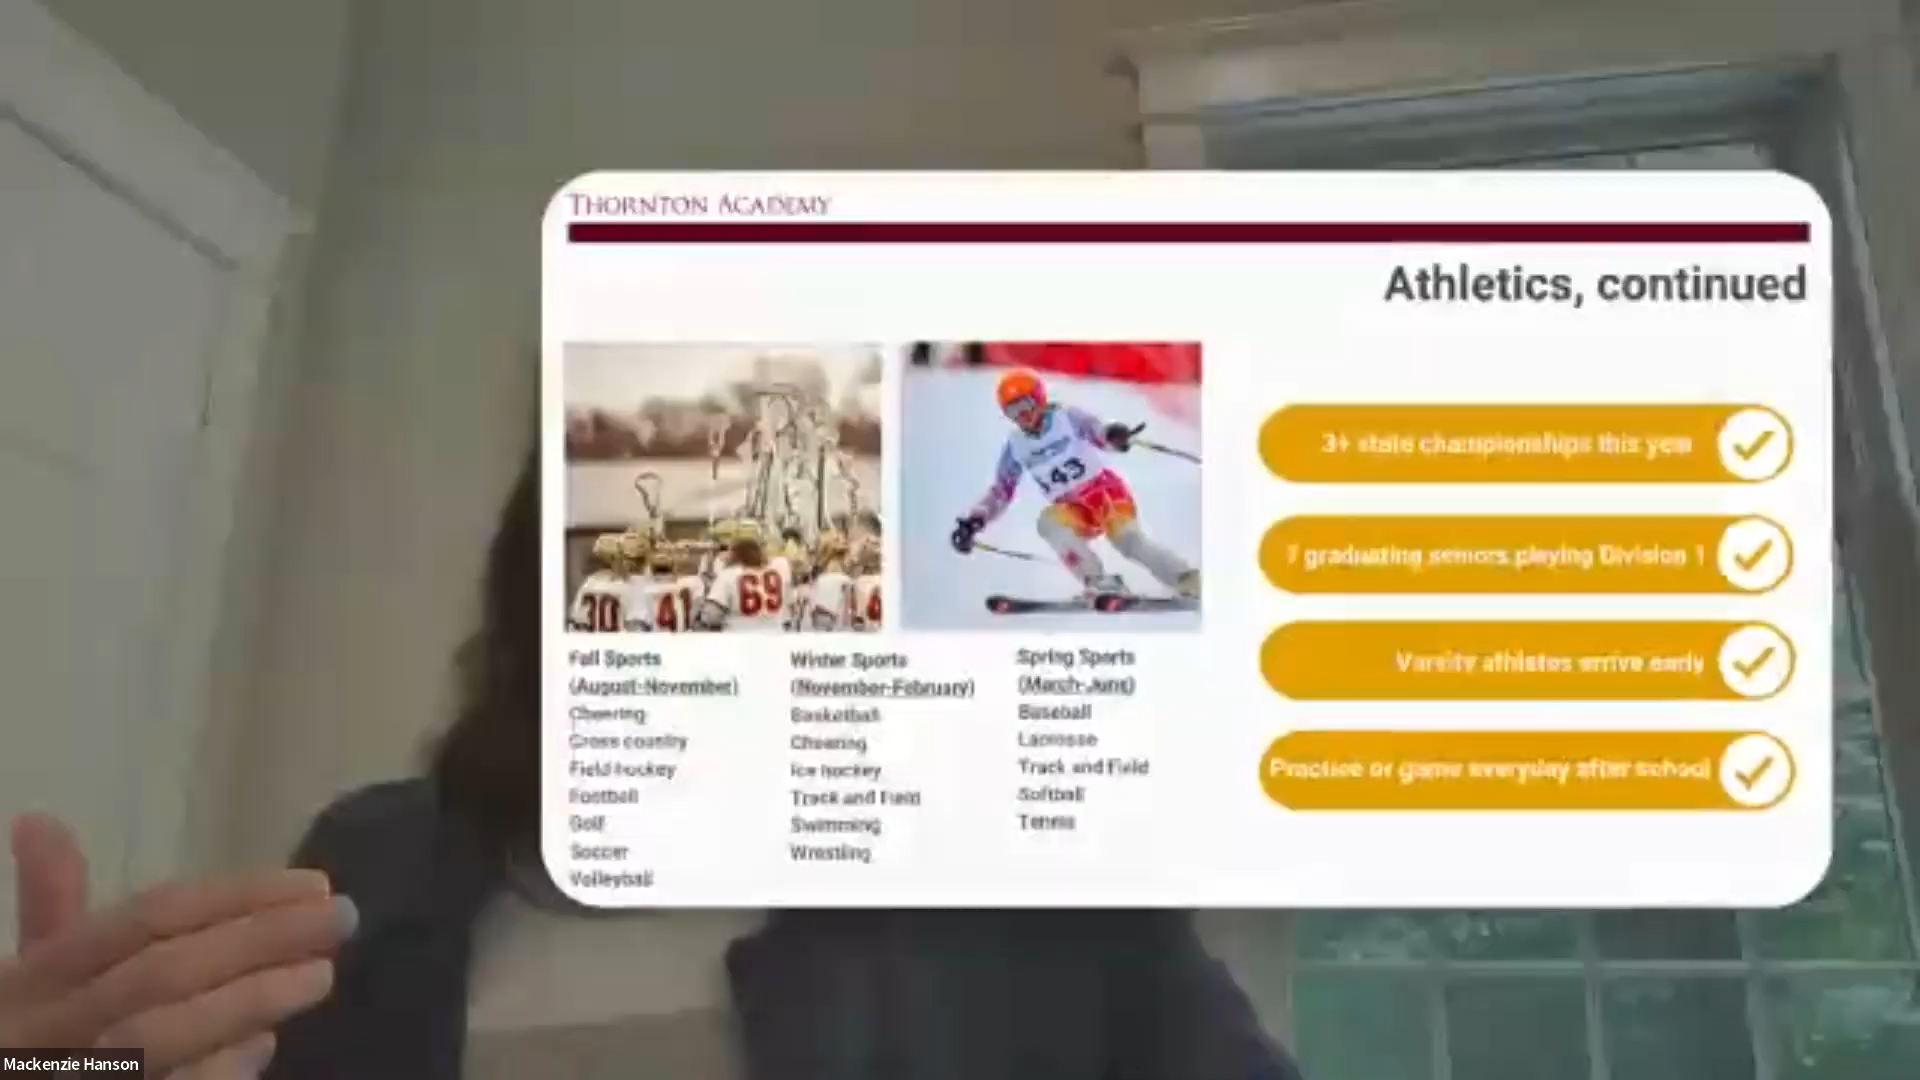 THORNTON ACADEMY
Athletics, continued
143
30
41
69
4
3+ state championships this year
7 graduating seniors playing Division 1
Varsity athletes arrive early
Practice or game everyday after school
Fall Sports
(August-November)
Cheering
Cross country
Field hockey
Football
Golf
Soccer
Volleyball
Winter Sports
(November-February)
Basketball
Cheering
Ice hockey
Track and Field
Swimming
Wrestling
Spring Sports
(March-June)
Baseball
Lacrosse
Track and Field
Softball
Tennis
Mackenzie Hanson